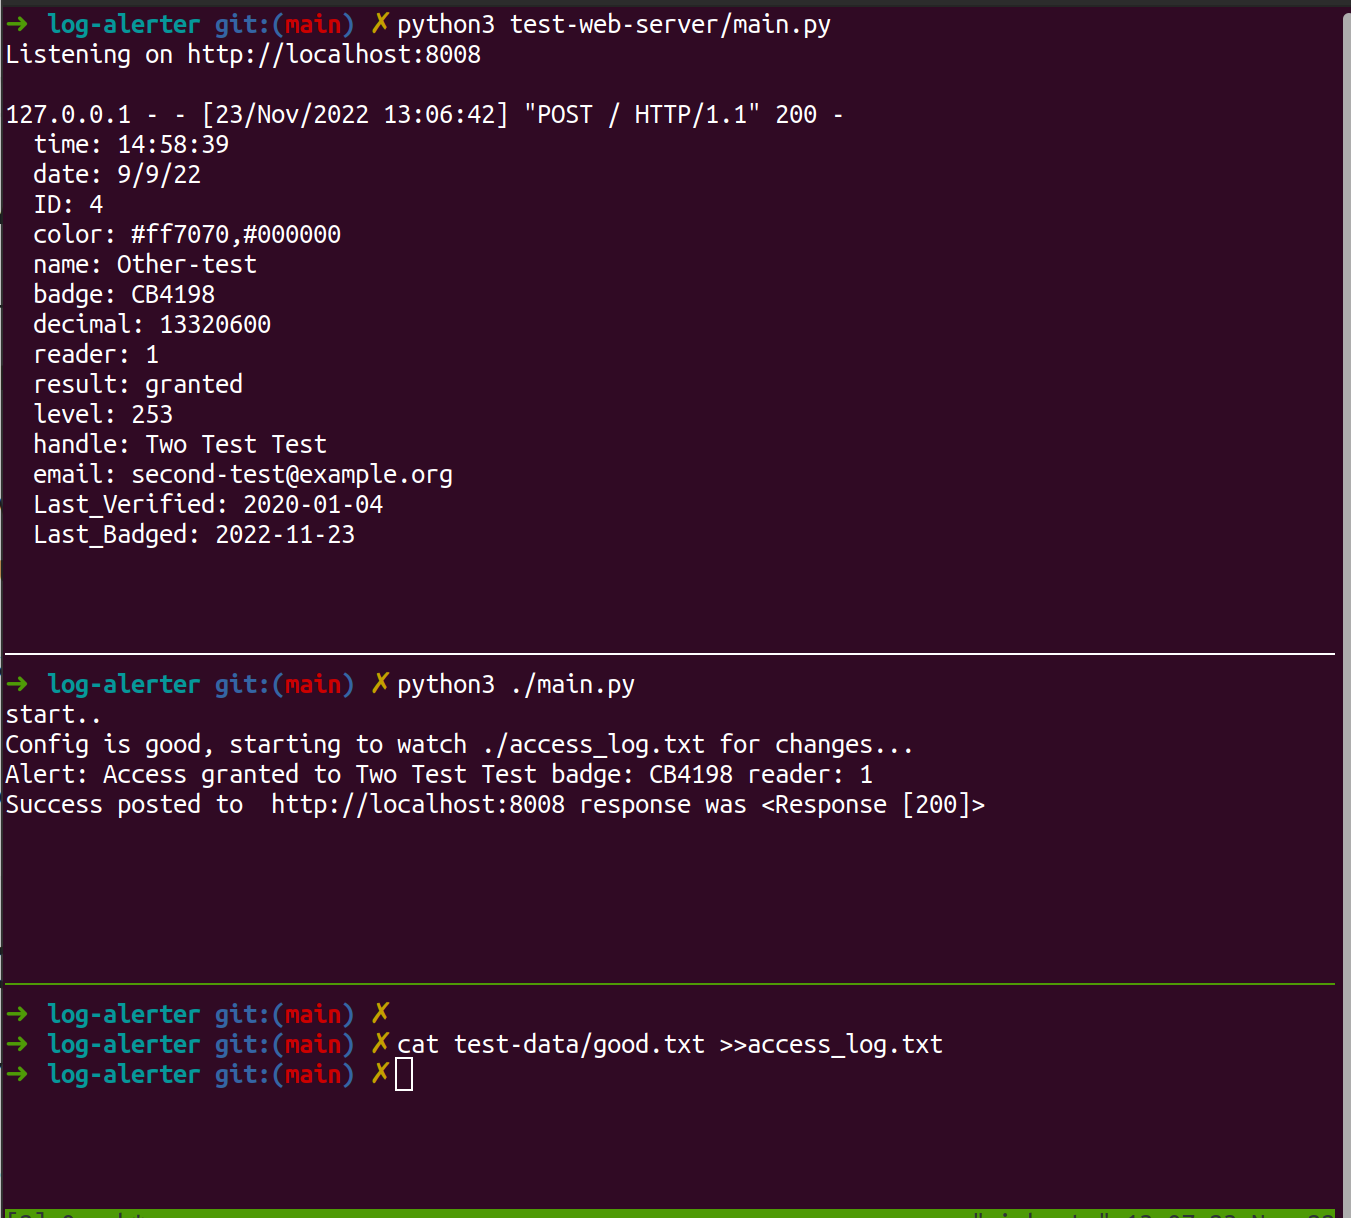 ➜ log-alerter git:(main) ✗ python3 test-web-server/main.py
Listening on http://localhost:8008
127.0.0.1 - - [23/Nov/2022 13:06:42] "POST / HTTP/1.1" 200 -
time: 14:58:39
date: 9/9/22
ID: 4
color: #ff7070,#000000
name: Other-test
badge: CB4198
decimal: 13320600
reader: 1
result: granted
level: 253
handle: Two Test Test
email: second-test@example.org
Last_Verified: 2020-01-04
Last_Badged: 2022-11-23
➜ log-alerter git:(main) ✗ python3 ./main.py
start..
Config is good, starting to watch ./access_log.txt for changes...
Alert: Access granted to Two Test Test badge: CB4198 reader: 1
Success posted to  http://localhost:8008 response was <Response [200]>
➜ log-alerter git:(main) ✗
➜ log-alerter git:(main) ✗ cat test-data/good.txt >>access_log.txt
➜ log-alerter git:(main) ✗